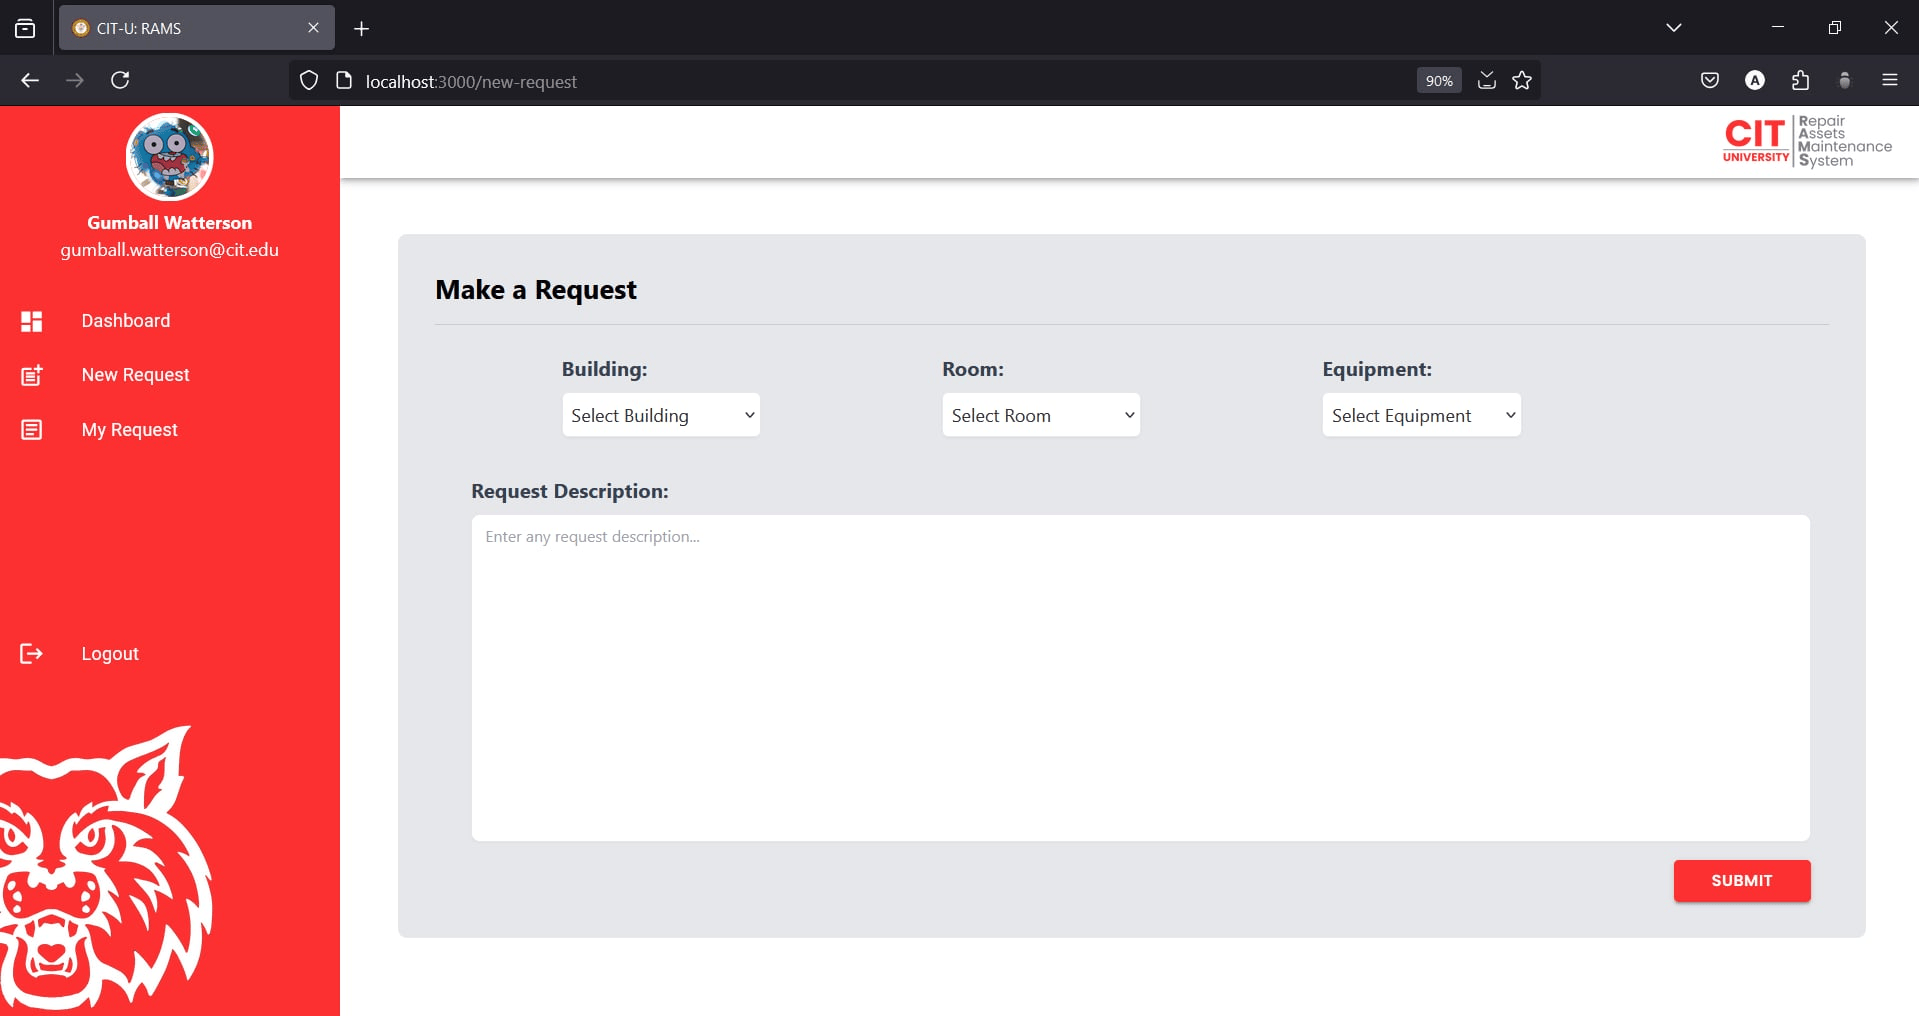 CIT-U: RAMS
localhost:3000/new-request
90%
A
Gumball Watterson
gumball.watterson@cit.edu
Dashboard
New Request
My Request
Logout
CIT
UNIVERSITY
Repair
Assets
Maintenance
System
Make a Request
Building:
Room:
Equipment:
Select Building
Select Room
Select Equipment
Request Description:
Enter any request description...
SUBMIT